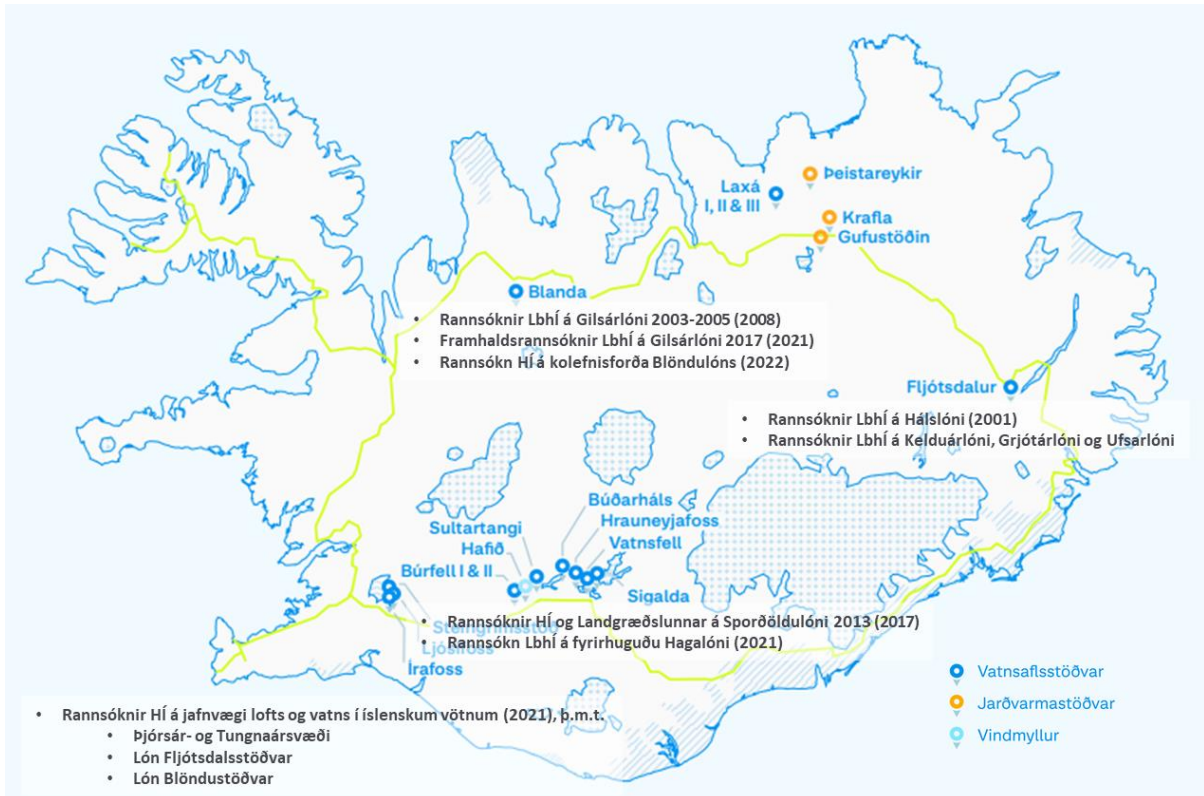 Þeistareykir
Laxá
I, II & III
Krafla
Gufustöðin
Blanda
• Rannsóknir LbhÍ á Gilsárlóni 2003-2005 (2008)
• Framhaldsrannsóknir LbhÍ á Gilsárlóni 2017 (2021)
• Rannsókn HÍ á kolefnisforða Blöndulóns (2022)
Fljótsdalur
• Rannsóknir LbhÍ á Hálslóni (2001)
• Rannsóknir LbhÍ á Kelduárlóni, Grjótárlóni og Ufsarlóni
Búðarháls
Hrauneyjafoss
Vatnsfell
Sultartangi
Hafið
Búrfell I & II
Sigalda
• Rannsóknir HÍ og Landgræðslunnar á Sporðöldulóni 2013 (2017)
• Rannsókn LbhÍ á fyrirhuguðu Hagalóni (2021)
Steingrímsstöð
Ljósifoss
Írafoss
Vatnsaflsstöðvar
Jarðvarmastöðvar
Vindmyllur
• Rannsóknir HÍ á jafnvægi lofts og vatns í íslenskum vötnum (2021), þ.m.t.
• Þjórsár- og Tungnaársvæði
• Lón Fljótsdalsstöðvar
• Lón Blöndustöðvar